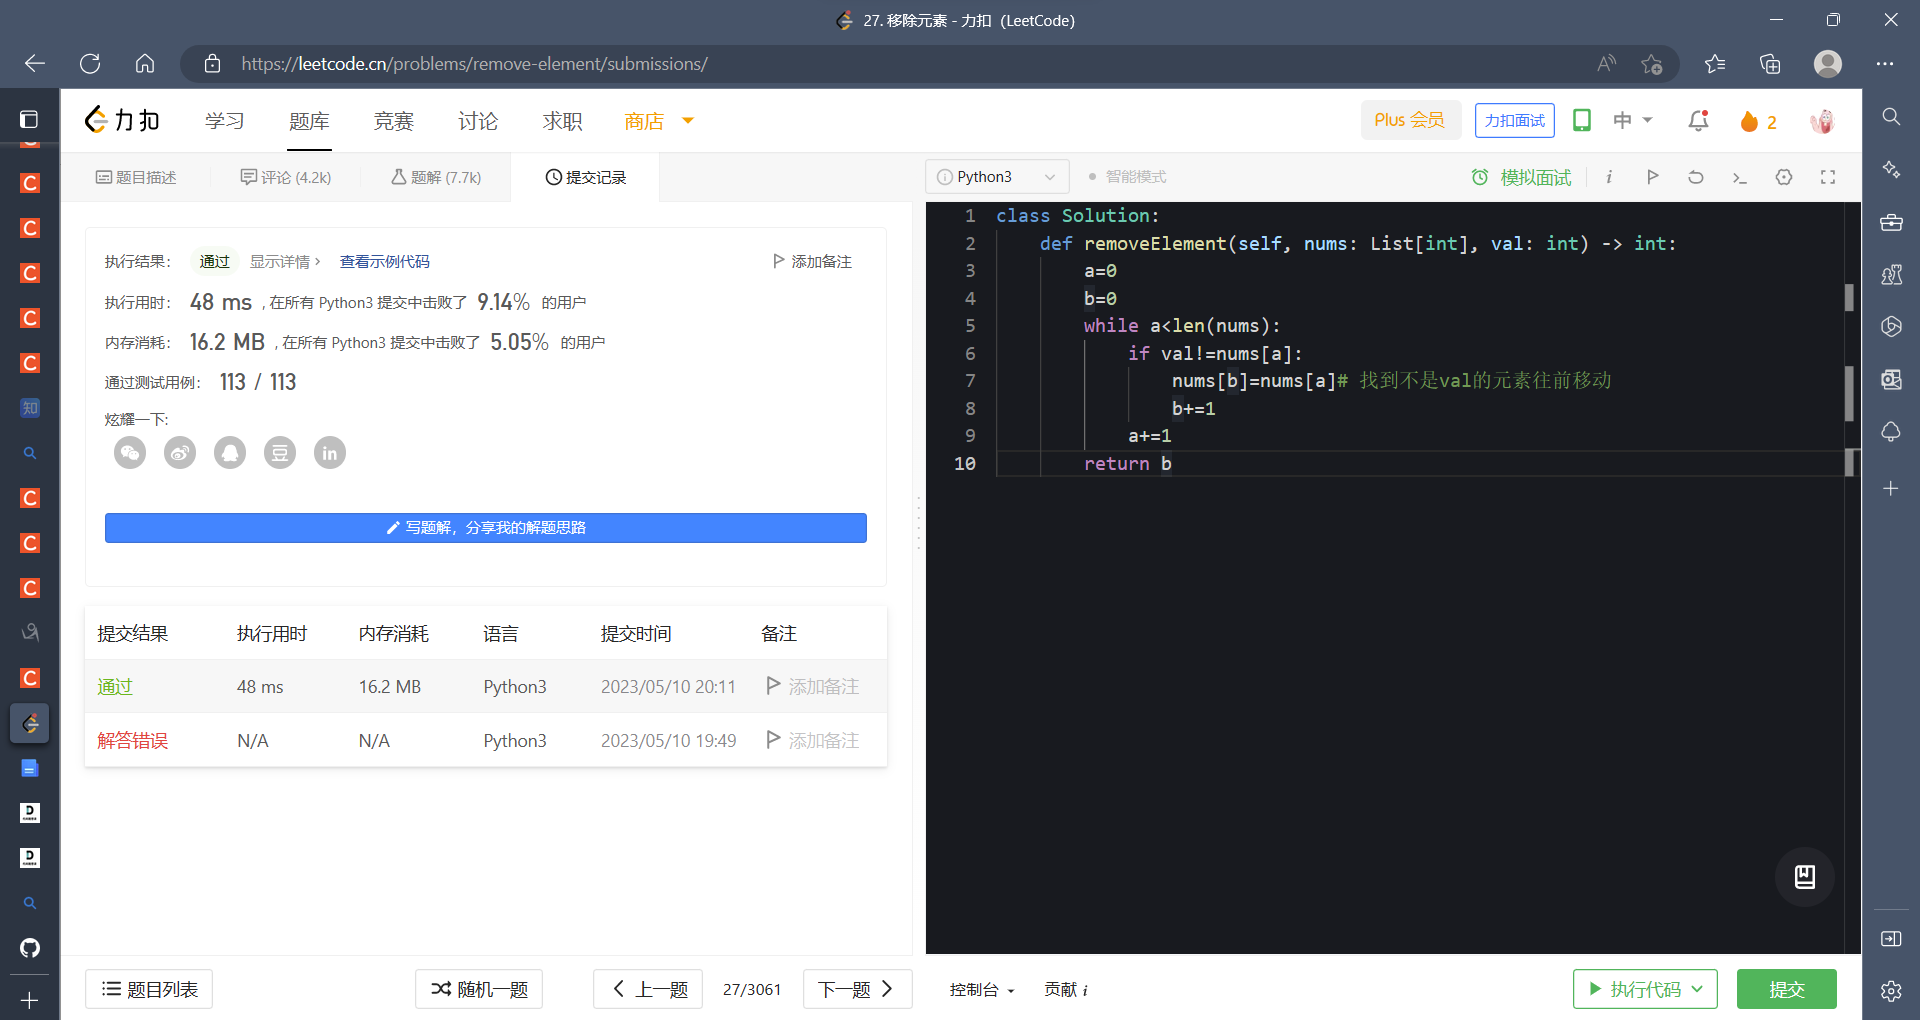 27. 移除元素 - 力扣（LeetCode）
https://leetcode.cn/problems/remove-element/submissions/
力扣
学习
题库
竞赛
讨论
求职
商店
Plus 会员
力扣面试
中
2
题目描述
评论 (4.2k)
题解 (7.7k)
提交记录
Python3
智能模式
模拟面试
执行结果：
通过
显示详情 >
查看示例代码
添加备注
执行用时： 48 ms , 在所有 Python3 提交中击败了 9.14% 的用户
内存消耗： 16.2 MB , 在所有 Python3 提交中击败了 5.05% 的用户
通过测试用例： 113 / 113
炫耀一下:
写题解，分享我的解题思路
提交结果 执行用时 内存消耗 语言 提交时间 备注
通过 48 ms 16.2 MB Python3 2023/05/10 20:11 添加备注
解答错误 N/A N/A Python3 2023/05/10 19:49 添加备注
1 class Solution:
2 def removeElement(self, nums: List[int], val: int) -> int:
3 a=0
4 b=0
5 while a<len(nums):
6 if val!=nums[a]:
7 nums[b]=nums[a]# 找到不是val的元素往前移动
8 b+=1
9 a+=1
10 return b
题目列表
随机一题
上一题
27/3061
下一题
控制台
贡献 i
执行代码
提交